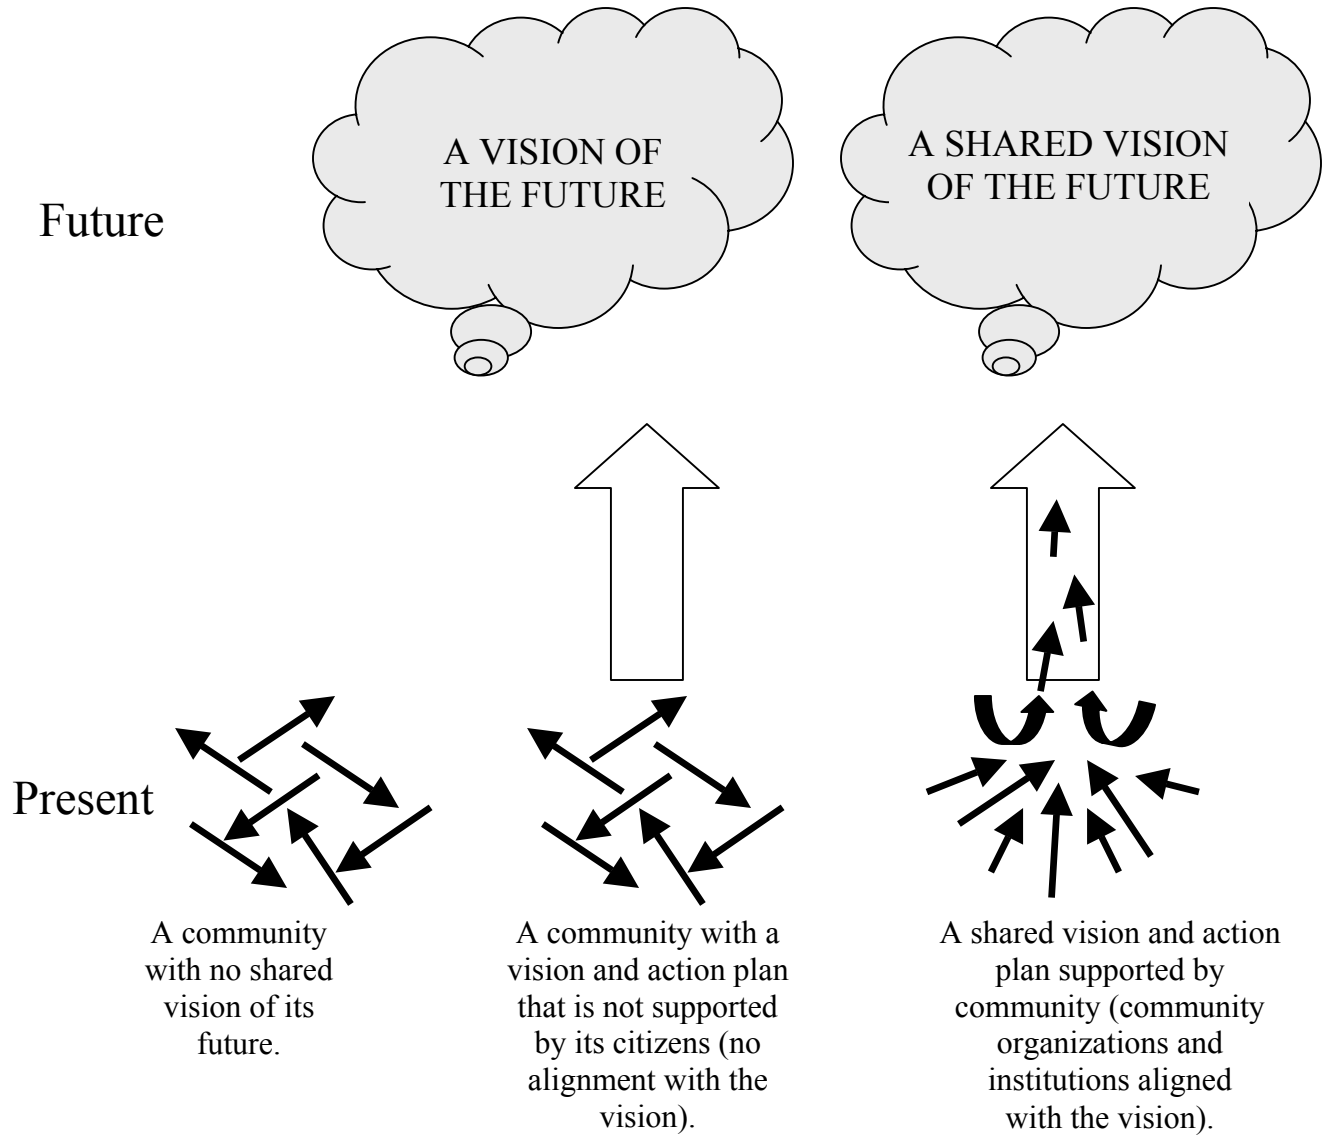 A VISION OF
THE FUTURE
A SHARED VISION
OF THE FUTURE
Future
Present
A community
with no shared
vision of its
future.
A community with a
vision and action plan
that is not supported
by its citizens (no
alignment with the
vision).
A shared vision and action
plan supported by
community (community
organizations and
institutions aligned
with the vision).